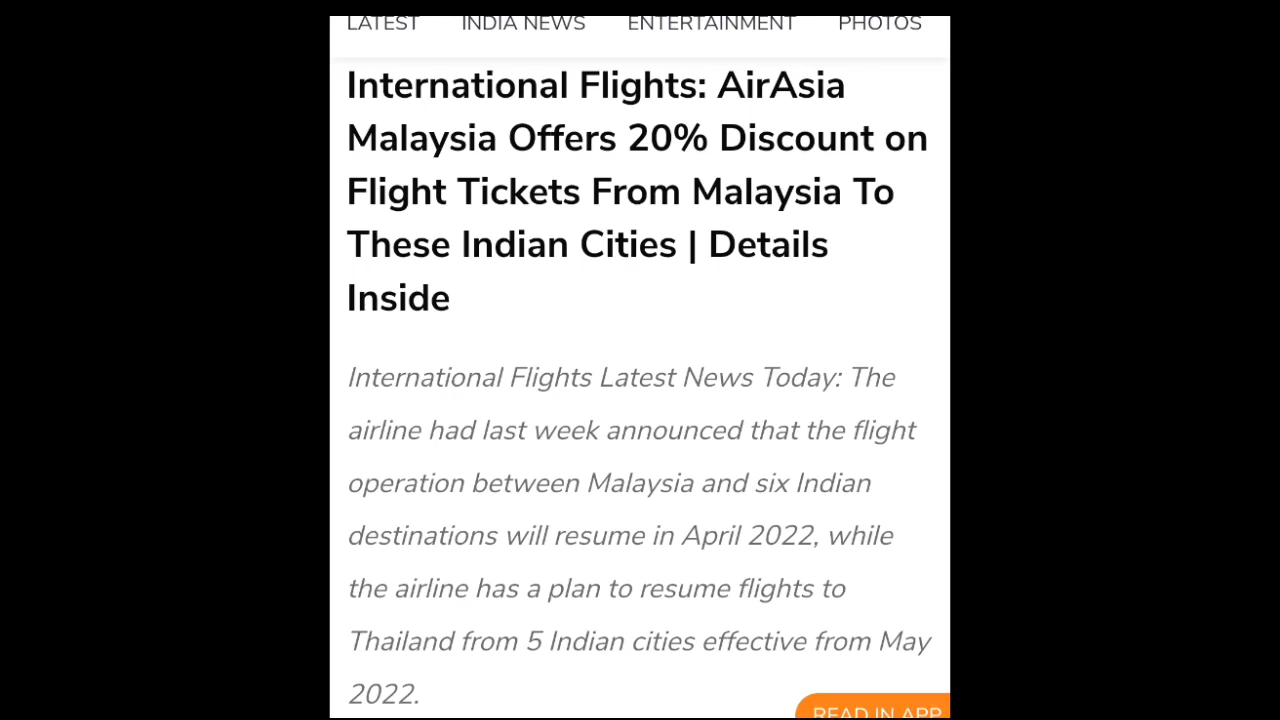 LATEST INDIA NEWS ENTERTAINMENT PHOTOS
International Flights: AirAsia
Malaysia Offers 20% Discount on
Flight Tickets From Malaysia To
These Indian Cities | Details
Inside
International Flights Latest News Today: The
airline had last week announced that the flight
operation between Malaysia and six Indian
destinations will resume in April 2022, while
the airline has a plan to resume flights to
Thailand from 5 Indian cities effective from May
2022.
READ IN APP